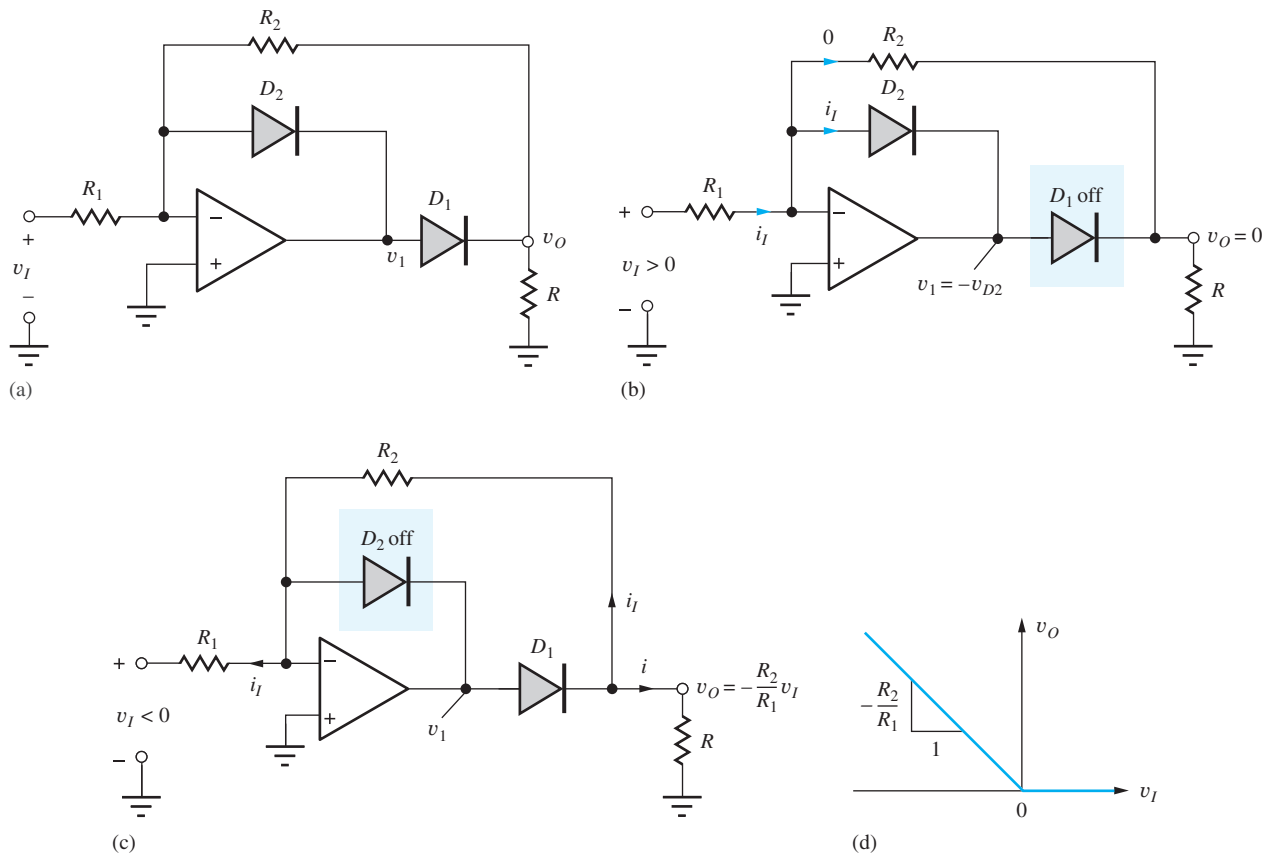 R2
D2
R1
D1
−
+
+
vI
−
v1
vO
R
(a)
0
R2
iI
D2
R1
D1 off
+
iI
−
+
vI > 0
−
v1 = −vD2
vO = 0
R
(b)
R2
D2 off
iI
R1
D1
+
iI
−
+
i
vO = −R2/R1 vI
vI < 0
v1
−
R
(c)
vO
−R2/R1
1
0
vI
(d)